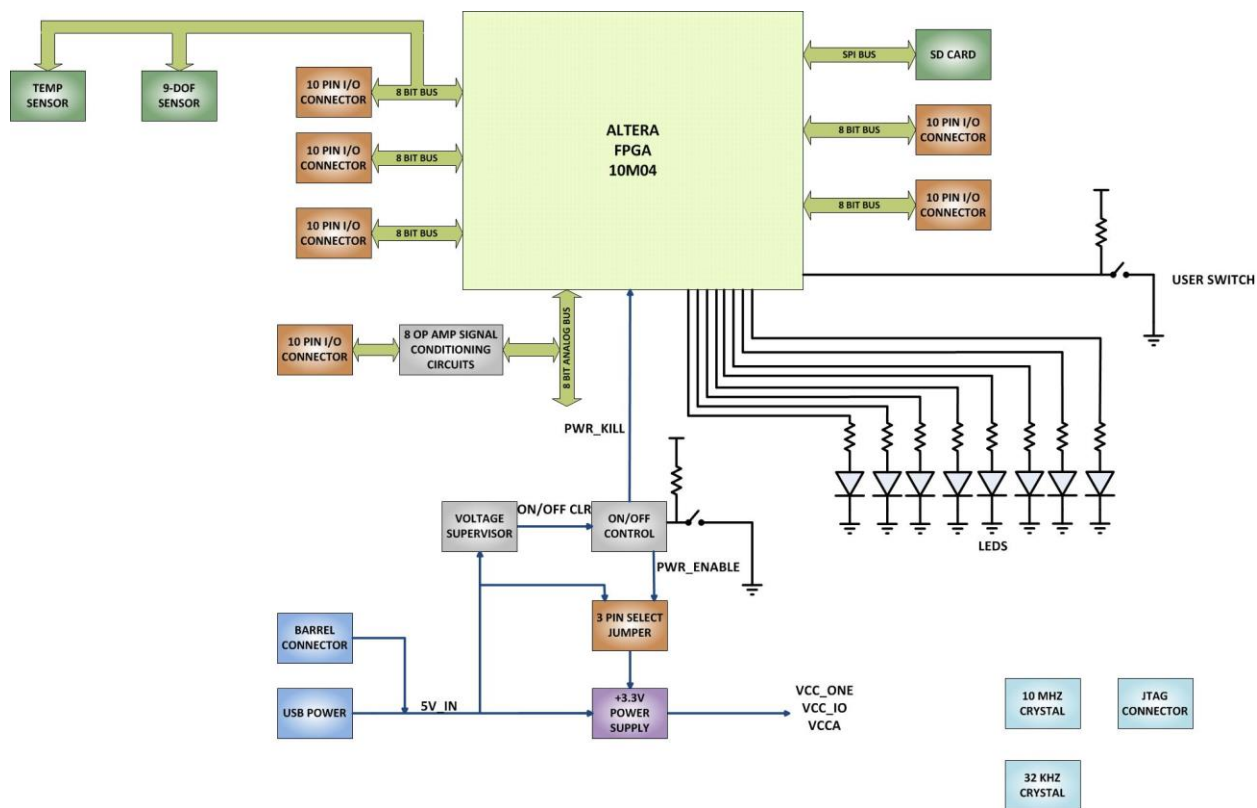 TEMP
SENSOR
9-DOF
SENSOR
10 PIN I/O
CONNECTOR
8 BIT BUS
10 PIN I/O
CONNECTOR
8 BIT BUS
10 PIN I/O
CONNECTOR
8 BIT BUS
ALTERA
FPGA
10M04
SPI BUS
SD CARD
8 BIT BUS
10 PIN I/O
CONNECTOR
8 BIT BUS
10 PIN I/O
CONNECTOR
USER SWITCH
10 PIN I/O
CONNECTOR
8 OP AMP SIGNAL
CONDITIONING
CIRCUITS
8 BIT ANALOG BUS
PWR_KILL
LEDS
VOLTAGE
SUPERVISOR
ON/OFF CLR
ON/OFF
CONTROL
PWR_ENABLE
3 PIN SELECT
JUMPER
BARREL
CONNECTOR
USB POWER
5V_IN
+3.3V
POWER
SUPPLY
VCC_ONE
VCC_IO
VCCA
10 MHZ
CRYSTAL
JTAG
CONNECTOR
32 KHZ
CRYSTAL